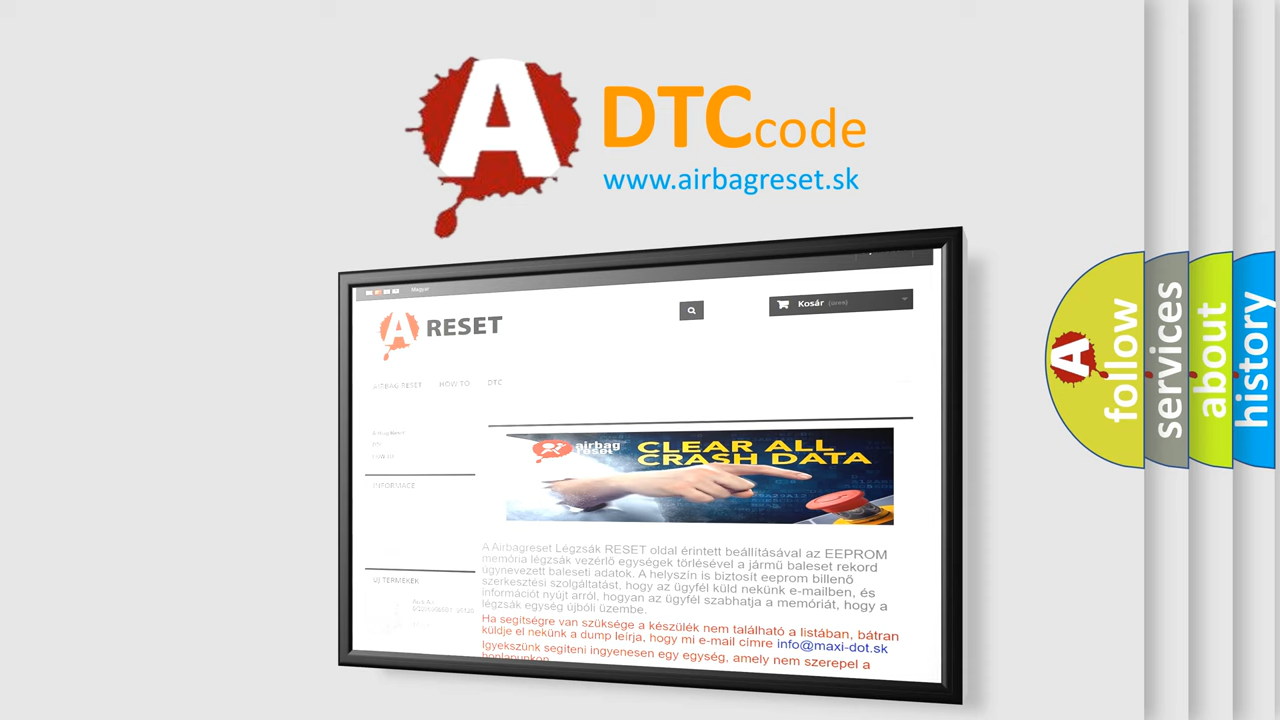 A
DTC code
www.airbagreset.sk
Magyar
A RESET
Kosár (üres)
AIRBAG RESET HOW TO DTC
INFORMACE
airbag
reset
CLEAR ALL
CRASH DATA
A Airbagreset Légzsák RESET oldal érintett beállításával az EEPROM
memória légzsák vezérlő egységek törlésével a jármű baleset rekord
úgynevezett baleseti adatok. A helyszín is biztosít eeprom billenő
szerkesztési szolgáltatást, hogy az ügyfél küld nekünk e-mailben, és
információt nyújt arról, hogyan az ügyfél szabhatja a memóriát, hogy a
légzsák egység újbóli üzembe.
Ha segítségre van szüksége a készülék nem található a listában, bátran
küldje el nekünk a dump leírja, hogy mi e-mail címre info@maxi-dot.sk
Igyekszünk segíteni ingyenesen egy egység, amely nem szerepel a
honlapunkon
ÚJ TERMÉKEK
A
follow
services
about
history